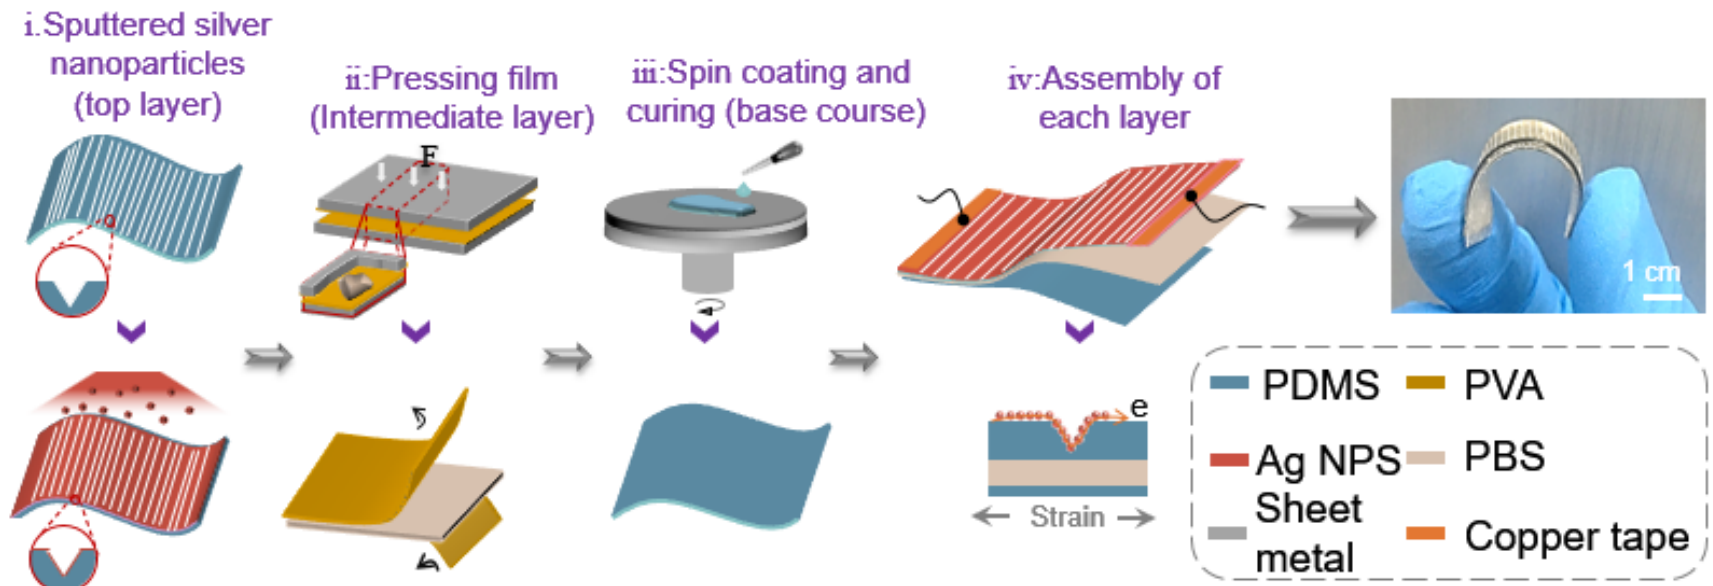 i.Sputtered silver
nanoparticles
(top layer)
ii:Pressing film
(Intermediate layer)
F
iii:Spin coating and
curing (base course)
iv:Assembly of
each layer
1 cm
e
Strain
PDMS
PVA
Ag NPS
PBS
Sheet
metal
Copper tape